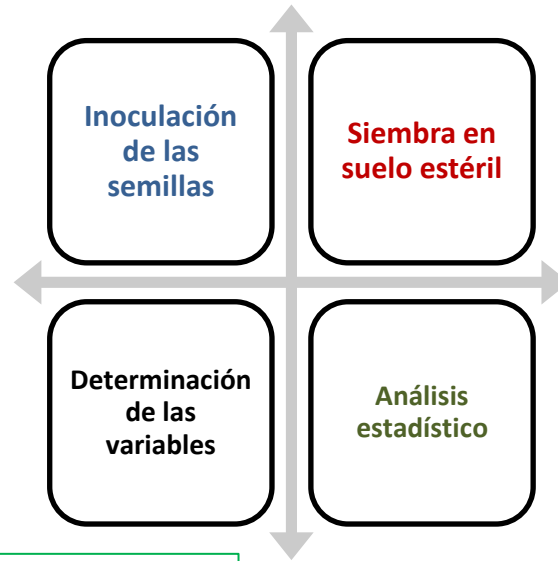 Inoculación
de las
semillas
Siembra en
suelo estéril
Determinación
de las
variables
Análisis
estadístico